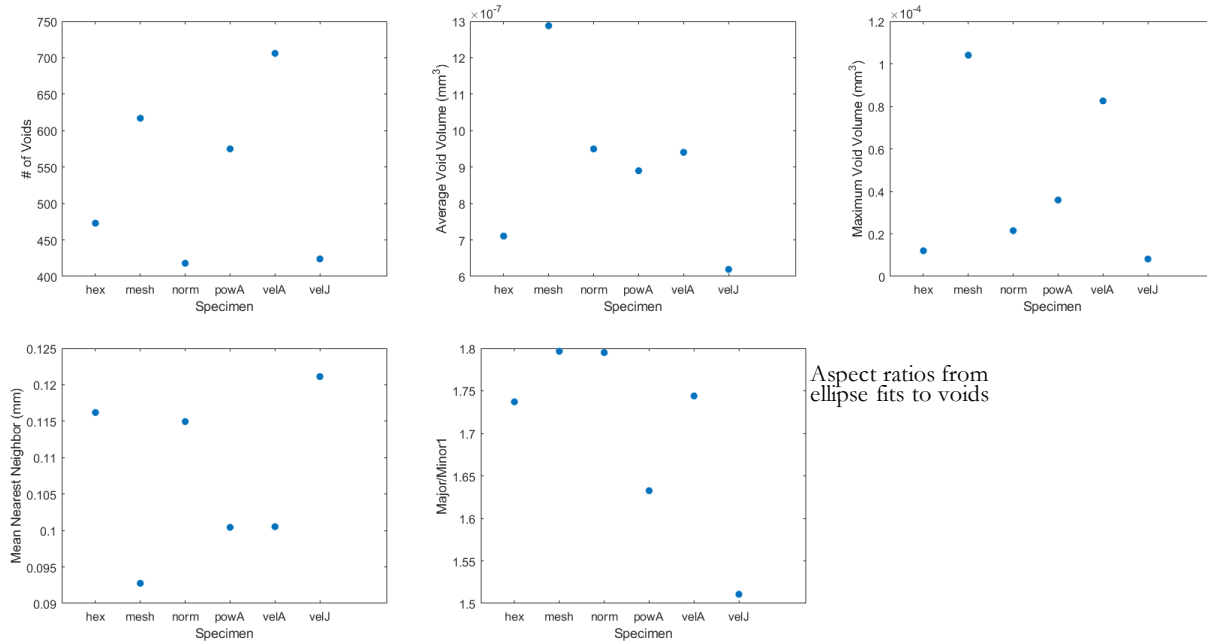 750
700
650
600
550
500
450
400
# of Voids
hex mesh norm powA velA velJ
Specimen
×10⁻⁷
13
12
11
10
9
8
7
6
Average Void Volume (mm³)
hex mesh norm powA velA velJ
Specimen
×10⁻⁴
1.2
1
0.8
0.6
0.4
0.2
0
Maximum Void Volume (mm³)
hex mesh norm powA velA velJ
Specimen
0.125
0.12
0.115
0.11
0.105
0.1
0.095
0.09
Mean Nearest Neighbor (mm)
hex mesh norm powA velA velJ
Specimen
1.8
1.75
1.7
1.65
1.6
1.55
1.5
Major/Minor1
hex mesh norm powA velA velJ
Specimen
Aspect ratios from
ellipse fits to voids